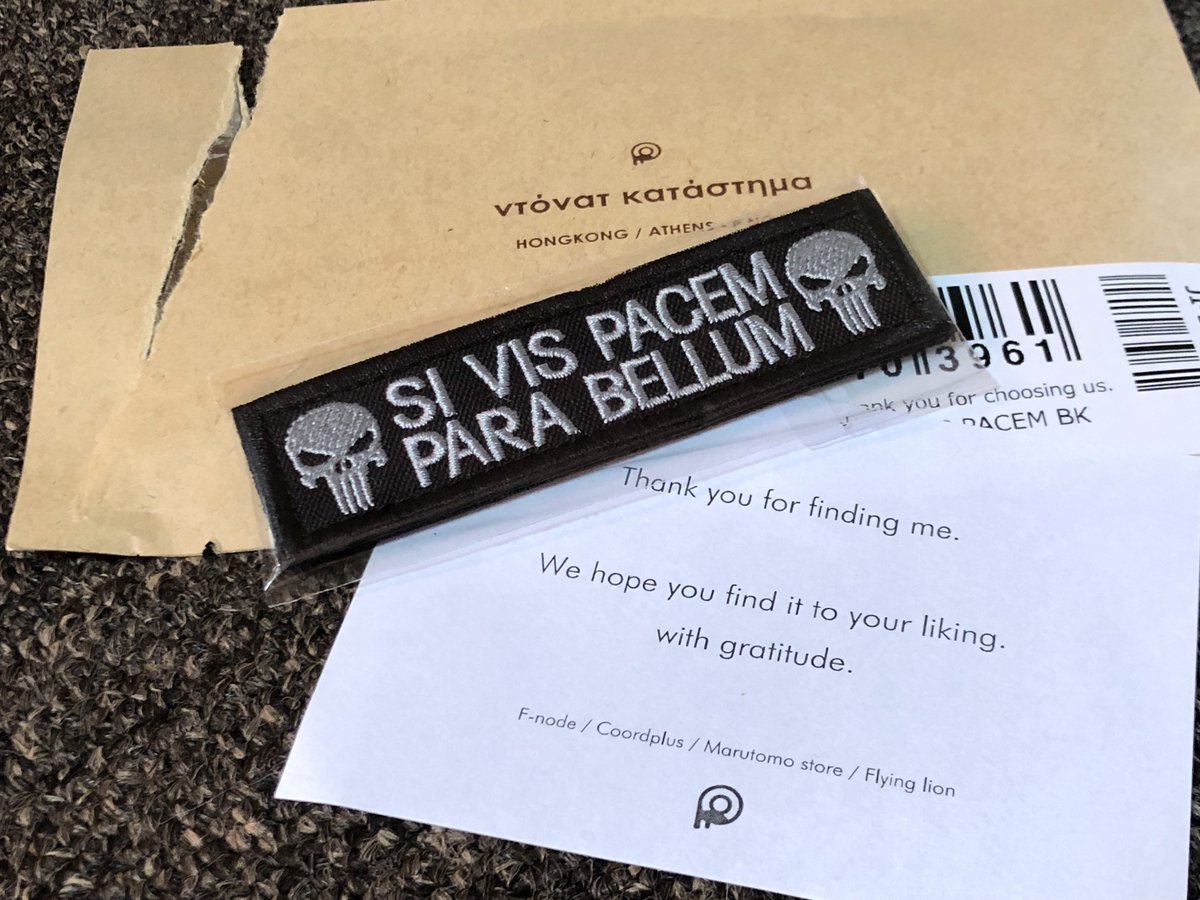 ντόνατ κατάστημα
HONGKONG / ATHENS
SI VIS PACEM
PARA BELLUM
3961
you for choosing us.
PACEM BK
Thank you for finding me.
We hope you find it to your liking.
with gratitude.
F-node / Coordplus / Marutomo store / Flying lion